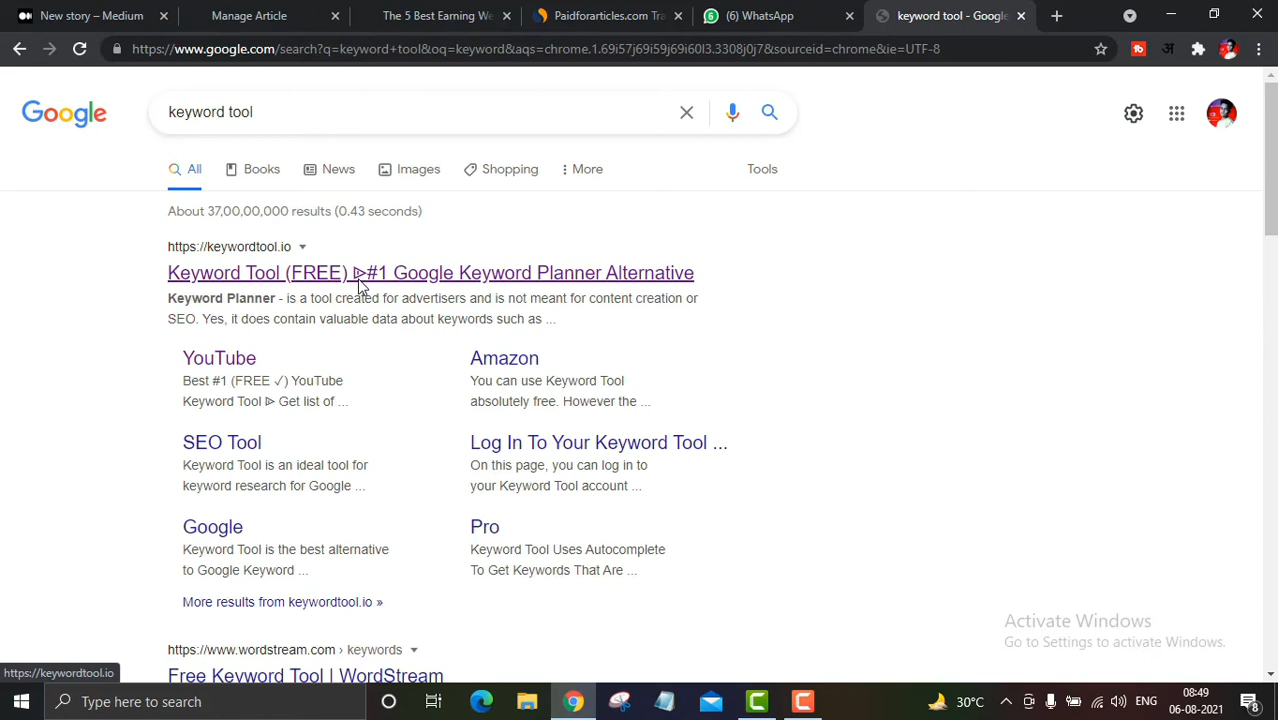 New story – Medium
Manage Article
The 5 Best Earning We
Paidforarticles.com Tra
(6) WhatsApp
keyword tool - Goog
https://www.google.com/search?q=keyword+tool&oq=keyword&aqs=chrome.1.69i57j69i59j69i60l3.3308j0j7&sourceid=chrome&ie=UTF-8
Google
keyword tool
All
Books
News
Images
Shopping
More
Tools
About 37,00,00,000 results (0.43 seconds)
https://keywordtool.io
Keyword Tool (FREE) ᐉ#1 Google Keyword Planner Alternative
Keyword Planner - is a tool created for advertisers and is not meant for content creation or
SEO. Yes, it does contain valuable data about keywords such as ...
YouTube
Best #1 (FREE ✓) YouTube
Keyword Tool ᐉ Get list of ...
Amazon
You can use Keyword Tool
absolutely free. However the ...
SEO Tool
Keyword Tool is an ideal tool for
keyword research for Google ...
Log In To Your Keyword Tool ...
On this page, you can log in to
your Keyword Tool account ...
Google
Keyword Tool is the best alternative
to Google Keyword ...
Pro
Keyword Tool Uses Autocomplete
To Get Keywords That Are ...
More results from keywordtool.io »
https://www.wordstream.com › keywords
Free Keyword Tool | WordStream
Activate Windows
Go to Settings to activate Windows.
https://keywordtool.io
Type here to search
30°C
ENG
08:49
06-08-2021
8